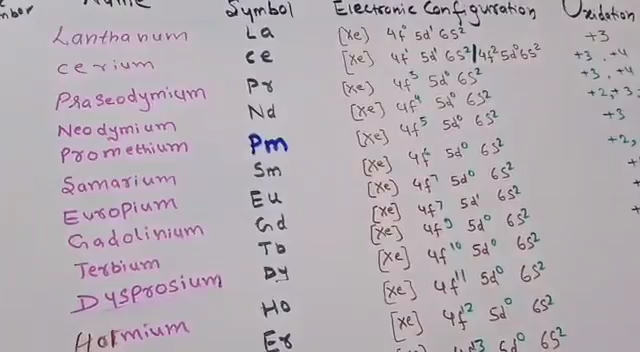 Name Symbol Electronic Configuration Oxidation
Lanthanum La [Xe] 4f⁰ 5d¹ 6s² +3
Cerium Ce [Xe] 4f¹ 5d¹ 6s²/4f² 5d⁰ 6s² +3, +4
Praseodymium Pr [Xe] 4f³ 5d⁰ 6s² +3, +4
Neodymium Nd [Xe] 4f⁴ 5d⁰ 6s² +2, +3,
Promethium Pm [Xe] 4f⁵ 5d⁰ 6s² +3
Samarium Sm [Xe] 4f⁶ 5d⁰ 6s² +2,
Europium Eu [Xe] 4f⁷ 5d⁰ 6s²
Gadolinium Gd [Xe] 4f⁷ 5d¹ 6s²
Terbium Tb [Xe] 4f⁹ 5d⁰ 6s²
Dysprosium Dy [Xe] 4f¹⁰ 5d⁰ 6s²
Holmium Ho [Xe] 4f¹¹ 5d⁰ 6s²
Er [Xe] 4f¹² 5d⁰ 6s²
5d⁰ 6s²